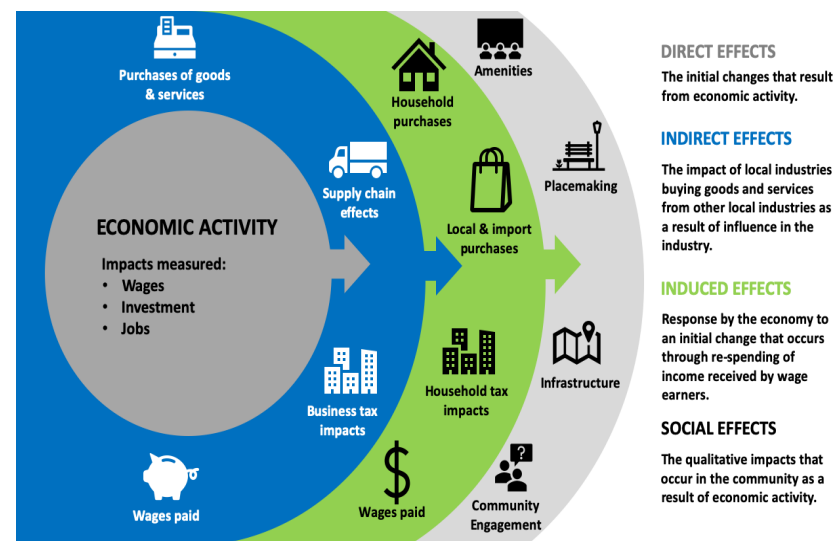 Purchases of goods
& services
Household
purchases
Amenities
Supply chain
effects
Placemaking
Local & import
purchases
ECONOMIC ACTIVITY
Impacts measured:
• Wages
• Investment
• Jobs
Business tax
impacts
Household tax
impacts
Infrastructure
Wages paid
Wages paid
?
Community
Engagement
DIRECT EFFECTS
The initial changes that result
from economic activity.
INDIRECT EFFECTS
The impact of local industries
buying goods and services
from other local industries as
a result of influence in the
industry.
INDUCED EFFECTS
Response by the economy to
an initial change that occurs
through re-spending of
income received by wage
earners.
SOCIAL EFFECTS
The qualitative impacts that
occur in the community as a
result of economic activity.